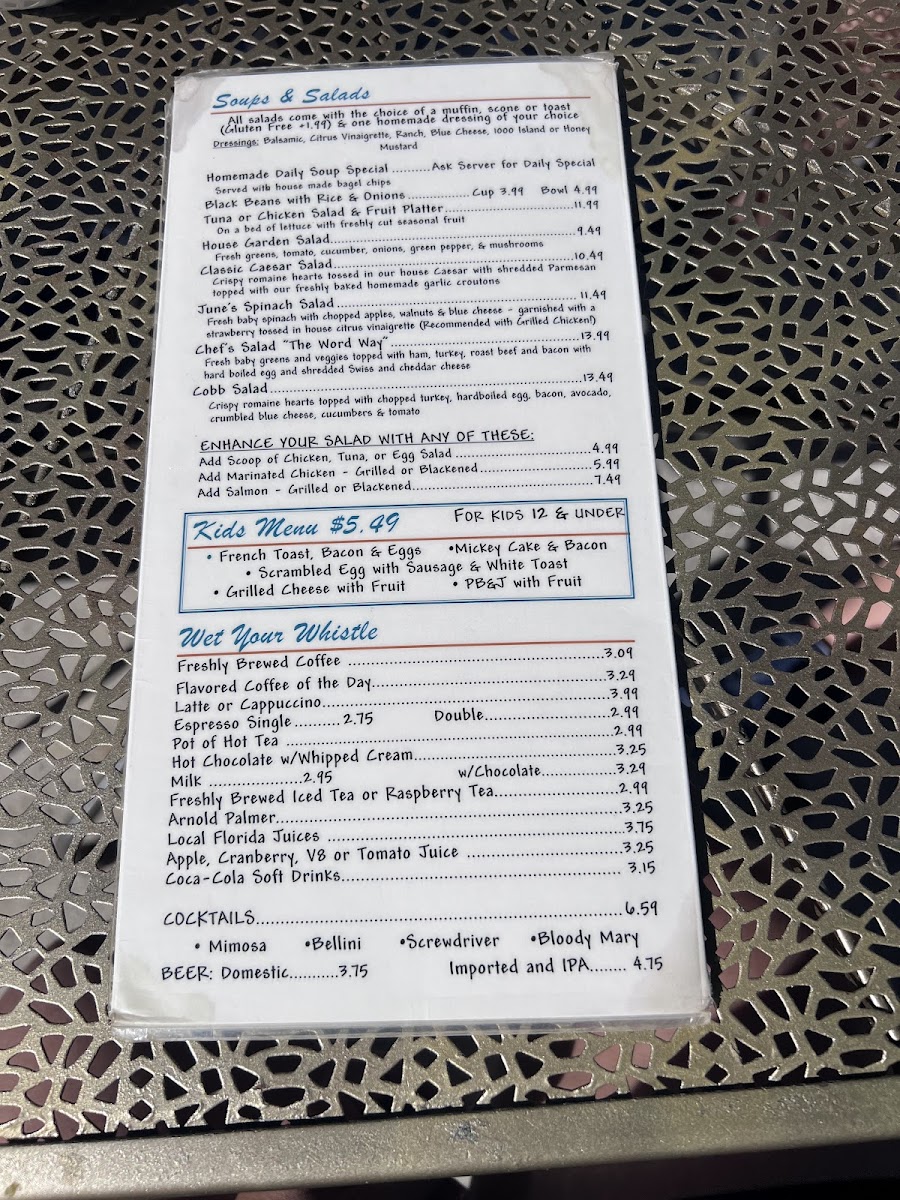 Soups & Salads
All salads come with the choice of a muffin, scone or toast
(Gluten Free +1.99) & one homemade dressing of your choice
Dressings: Balsamic, Citrus Vinaigrette, Ranch, Blue Cheese, 1000 Island or Honey
Mustard
Homemade Daily Soup Special ..........Ask Server for Daily Special
Served with house made bagel chips
Black Beans with Rice & Onions...............Cup 3.99 Bowl 4.99
Tuna or Chicken Salad & Fruit Platter..............................11.99
On a bed of lettuce with freshly cut seasonal fruit
House Garden Salad..........................................................9.49
Fresh greens, tomato, cucumber, onions, green pepper, & mushrooms
Classic Caesar Salad.........................................................10.49
Crispy romaine hearts tossed in our house Caesar with shredded Parmesan
topped with our freshly baked homemade garlic croutons
June's Spinach Salad.........................................................11.49
Fresh baby spinach with chopped apples, walnuts & blue cheese - garnished with a
strawberry tossed in house citrus vinaigrette (Recommended with Grilled Chicken!)
Chef's Salad "The Word Way"............................................13.99
Fresh baby greens and veggies topped with ham, turkey, roast beef and bacon with
hard boiled egg and shredded Swiss and cheddar cheese
Cobb Salad......................................................................13.49
Crispy romaine hearts topped with chopped turkey, hardboiled egg, bacon, avocado,
crumbled blue cheese, cucumbers & tomato
ENHANCE YOUR SALAD WITH ANY OF THESE:
Add Scoop of Chicken, Tuna, or Egg Salad...............................4.99
Add Marinated Chicken - Grilled or Blackened.........................5.99
Add Salmon - Grilled or Blackened.........................................7.49
Kids Menu $5.49 FOR KIDS 12 & UNDER
• French Toast, Bacon & Eggs •Mickey Cake & Bacon
• Scrambled Egg with Sausage & White Toast
• Grilled Cheese with Fruit • PB&J with Fruit
Wet Your Whistle
Freshly Brewed Coffee ......................................................3.09
Flavored Coffee of the Day..................................................3.29
Latte or Cappuccino............................................................3.99
Espresso Single..........2.75 Double...........................2.99
Pot of Hot Tea ..................................................................2.99
Hot Chocolate w/Whipped Cream...........................................3.25
Milk .....................2.95 w/Chocolate................3.29
Freshly Brewed Iced Tea or Raspberry Tea...........................2.99
Arnold Palmer......................................................................3.25
Local Florida Juices ..............................................................3.75
Apple, Cranberry, V8 or Tomato Juice .................................3.25
Coca-Cola Soft Drinks........................................................... 3.15
COCKTAILS............................................................................6.59
• Mimosa •Bellini •Screwdriver •Bloody Mary
BEER: Domestic...........3.75 Imported and IPA........ 4.75